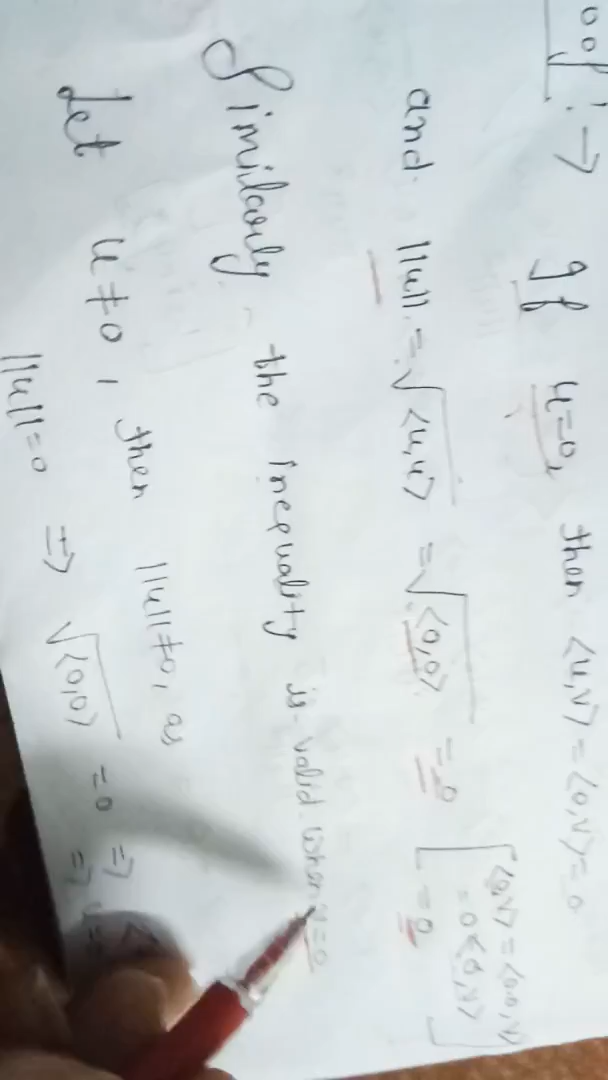 oof :→ If u=0, then <u,v> = <0,v> = 0
and ||u|| = √<u,u> = √<0,0> = 0
[<0,v> = <0.0,v>
= 0<0,v>
= 0]
Similarly the inequality is valid when v=0
Let u≠0, then ||u||≠0, as
||u||=0 ⇒ √<0,0> = 0 ⇒
⇒